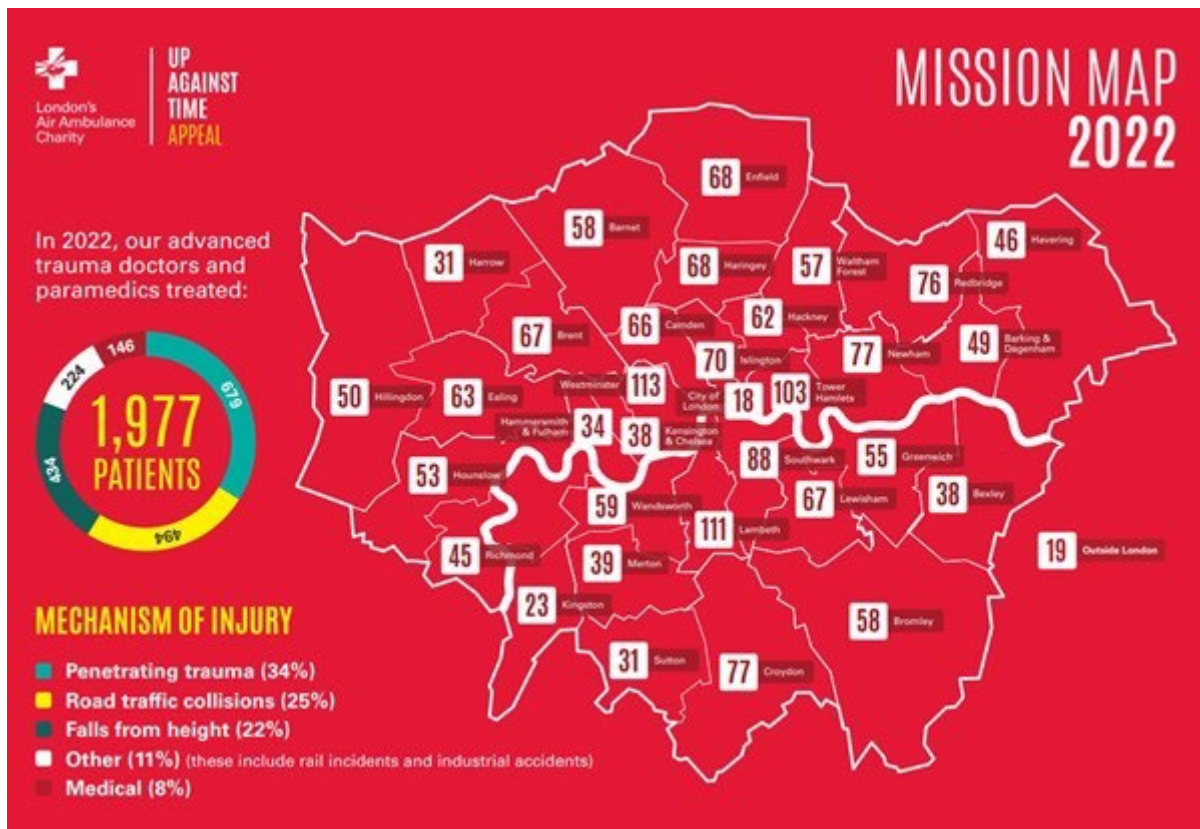 London's
Air Ambulance
Charity
UP
AGAINST
TIME
APPEAL
MISSION MAP
2022
In 2022, our advanced
trauma doctors and
paramedics treated:
146
679
494
434
224
1,977
PATIENTS
MECHANISM OF INJURY
Penetrating trauma (34%)
Road traffic collisions (25%)
Falls from height (22%)
Other (11%) (these include rail incidents and industrial accidents)
Medical (8%)
68 Enfield
58 Barnet
31 Harrow
68 Haringey
57 Waltham
Forest
46 Havering
76 Redbridge
67 Brent
66 Camden
62 Hackney
70 Islington
77 Newham
49 Barking &
Dagenham
50 Hillingdon
63 Ealing
Westminster 113
City of
London 18
103 Tower
Hamlets
Hammersmith
& Fulham 34
38 Kensington
& Chelsea
53 Hounslow
88 Southwark
55 Greenwich
59 Wandsworth
67 Lewisham
38 Bexley
111 Lambeth
45 Richmond
39 Merton
19 Outside London
23 Kingston
58 Bromley
31 Sutton
77 Croydon